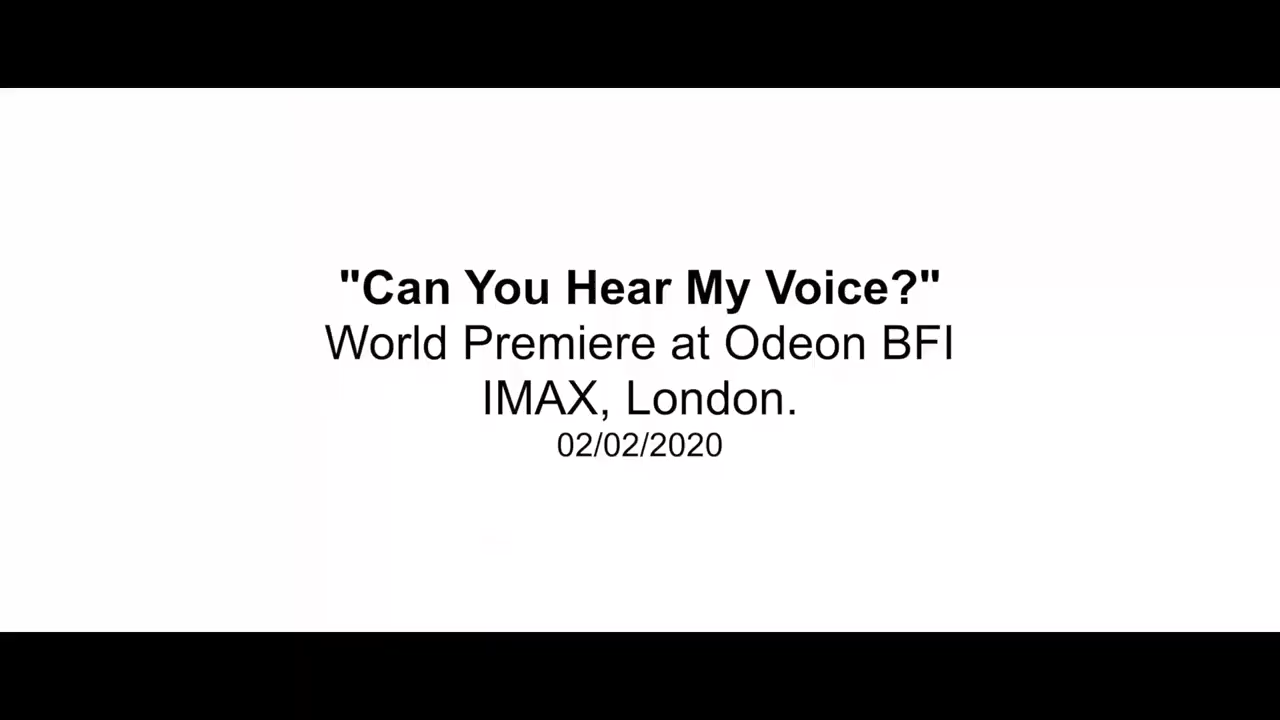 "Can You Hear My Voice?"
World Premiere at Odeon BFI
IMAX, London.
02/02/2020